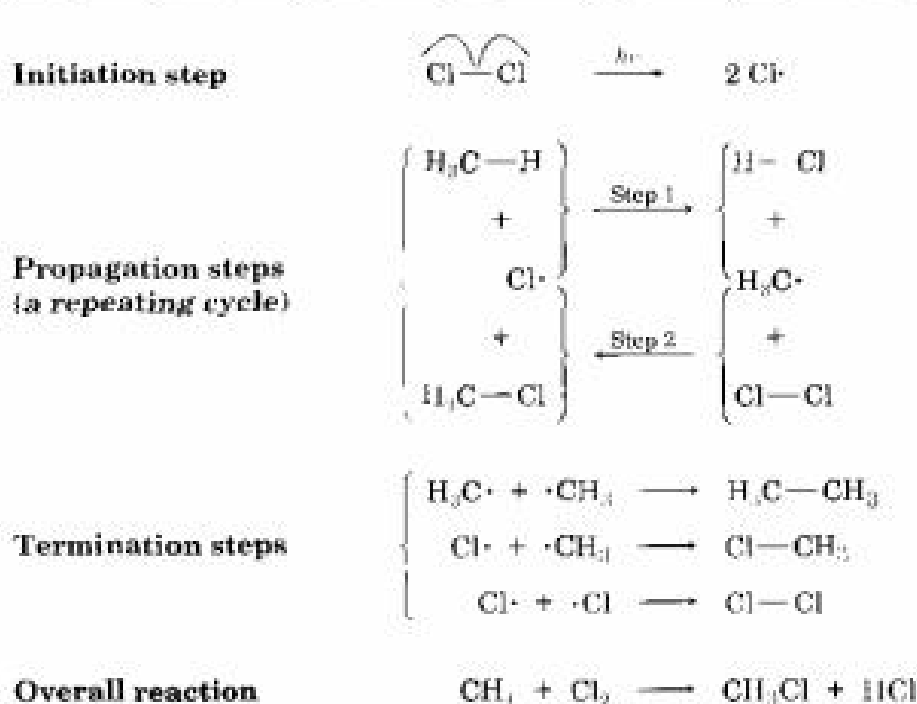 Initiation step Cl—Cl hν 2 Cl·
H₃C—H H– Cl
+ Step 1 +
Propagation steps
(a repeating cycle) Cl· H₃C·
+ Step 2 +
H₃C—Cl Cl—Cl
H₃C· + ·CH₃ ⟶ H₃C—CH₃
Termination steps Cl· + ·CH₃ ⟶ Cl—CH₃
Cl· + ·Cl ⟶ Cl—Cl
Overall reaction CH₄ + Cl₂ ⟶ CH₃Cl + HCl